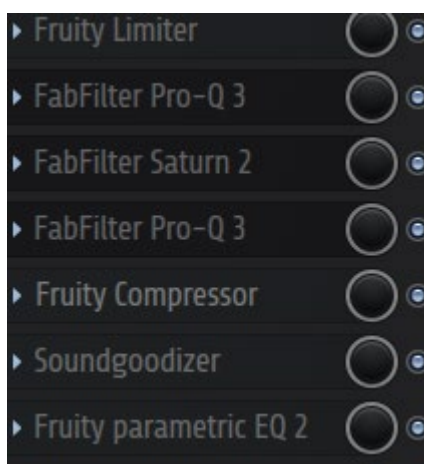 Fruity Limiter
FabFilter Pro-Q 3
FabFilter Saturn 2
FabFilter Pro-Q 3
Fruity Compressor
Soundgoodizer
Fruity parametric EQ 2